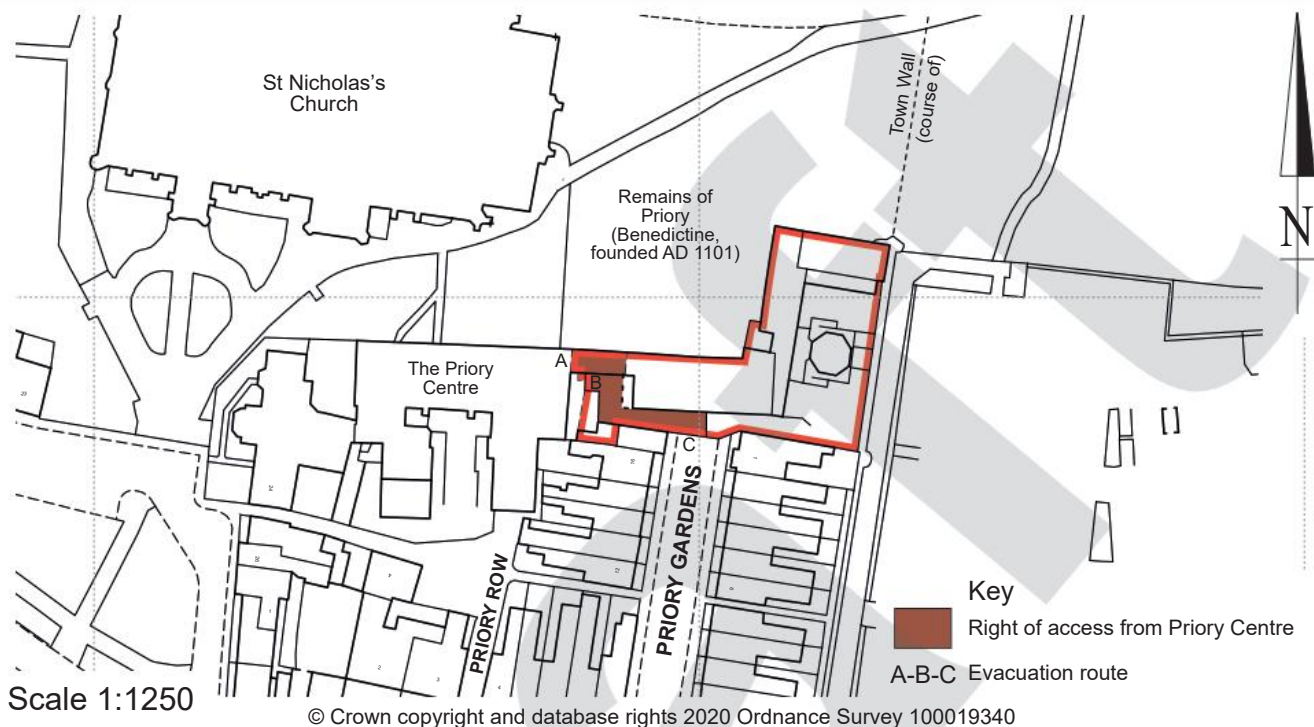 St Nicholas's
Church
Town Wall
(course of)
Remains of
Priory
(Benedictine,
founded AD 1101)
N
A
The Priory
Centre
B
C
PRIORY GARDENS
PRIORY ROW
Key
Right of access from Priory Centre
A-B-C Evacuation route
Scale 1:1250
© Crown copyright and database rights 2020 Ordnance Survey 100019340